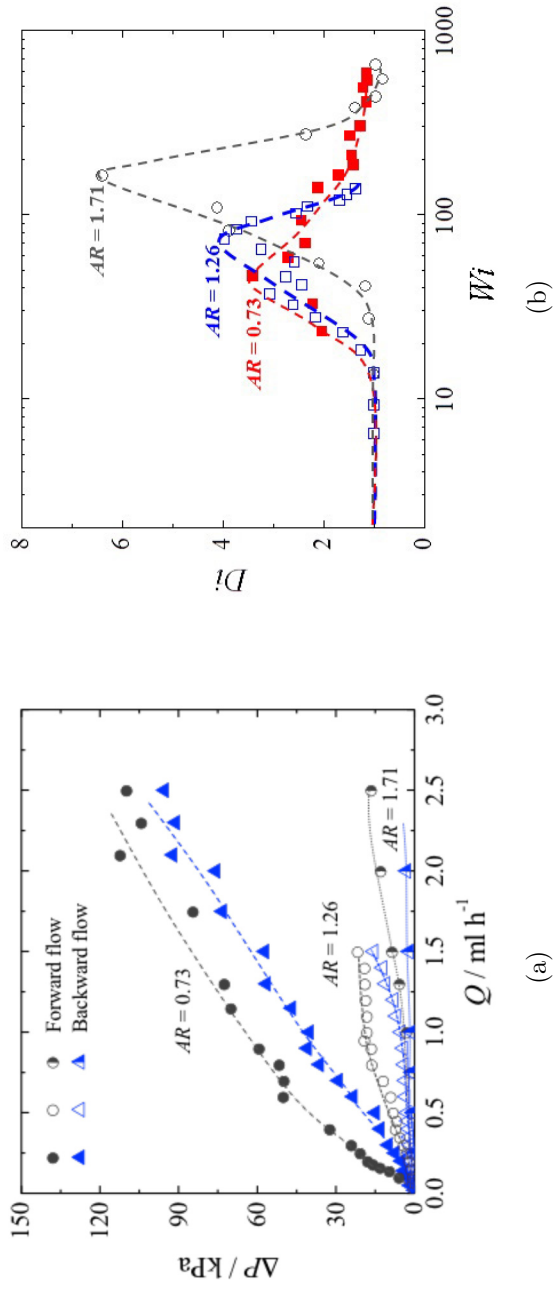 150
120
90
60
30
0
ΔP / kPa
Forward flow
Backward flow
AR = 0.73
AR = 1.26
AR = 1.71
0.0
0.5
1.0
1.5
2.0
2.5
3.0
Q / ml h⁻¹
(a)
8
6
4
2
0
Di
AR = 1.71
AR = 1.26
AR = 0.73
10
100
1000
Wi
(b)